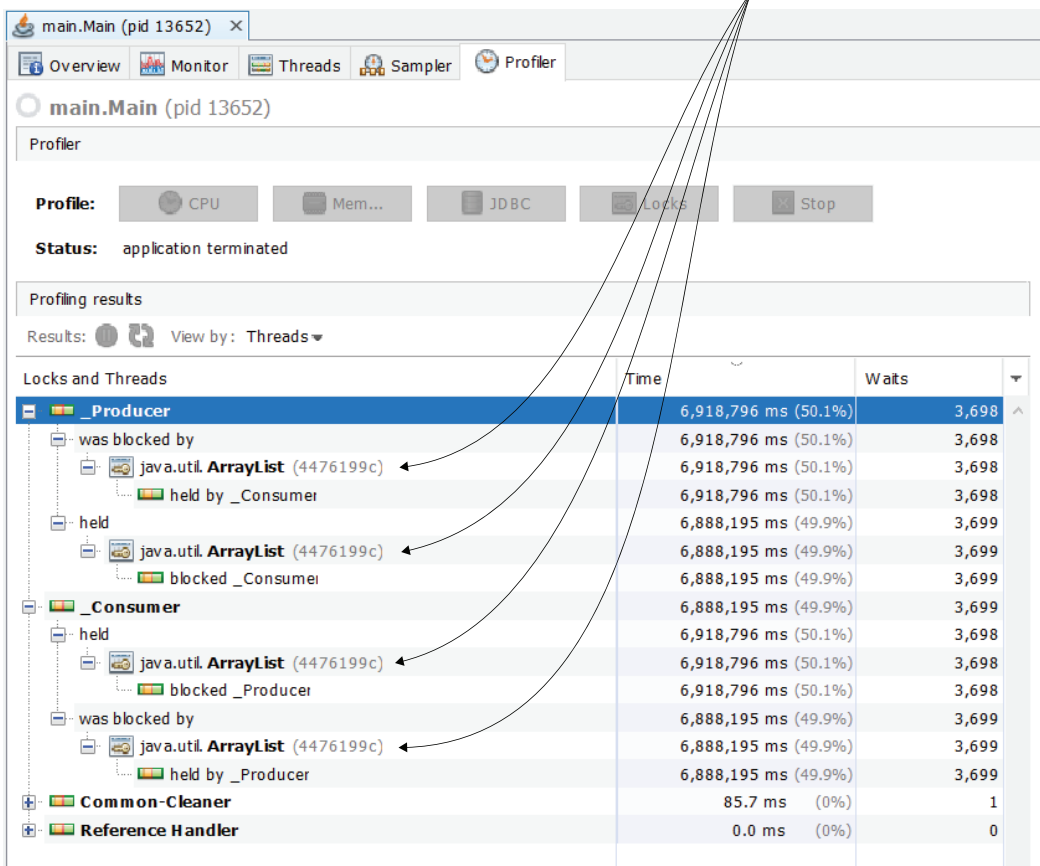 main.Main (pid 13652) ×
Overview Monitor Threads Sampler Profiler
main.Main (pid 13652)
Profiler
Profile: CPU Mem... JDBC Locks Stop
Status: application terminated
Profiling results
Results: View by: Threads
Locks and Threads Time Waits
_Producer 6,918,796 ms (50.1%) 3,698
was blocked by 6,918,796 ms (50.1%) 3,698
java.util.ArrayList (4476199c) 6,918,796 ms (50.1%) 3,698
held by _Consumer 6,918,796 ms (50.1%) 3,698
held 6,888,195 ms (49.9%) 3,699
java.util.ArrayList (4476199c) 6,888,195 ms (49.9%) 3,699
blocked _Consumer 6,888,195 ms (49.9%) 3,699
_Consumer 6,888,195 ms (49.9%) 3,699
held 6,918,796 ms (50.1%) 3,698
java.util.ArrayList (4476199c) 6,918,796 ms (50.1%) 3,698
blocked _Producer 6,918,796 ms (50.1%) 3,698
was blocked by 6,888,195 ms (49.9%) 3,699
java.util.ArrayList (4476199c) 6,888,195 ms (49.9%) 3,699
held by _Producer 6,888,195 ms (49.9%) 3,699
Common-Cleaner 85.7 ms (0%) 1
Reference Handler 0.0 ms (0%) 0